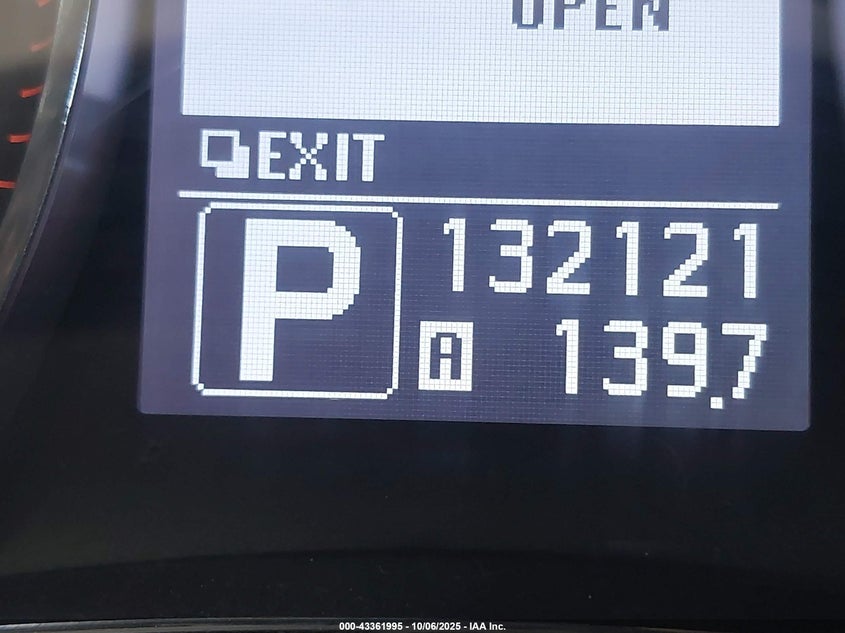 OPEN
EXIT
P
132121
A 139.7
000-43361995 - 10/06/2025 - IAA Inc.